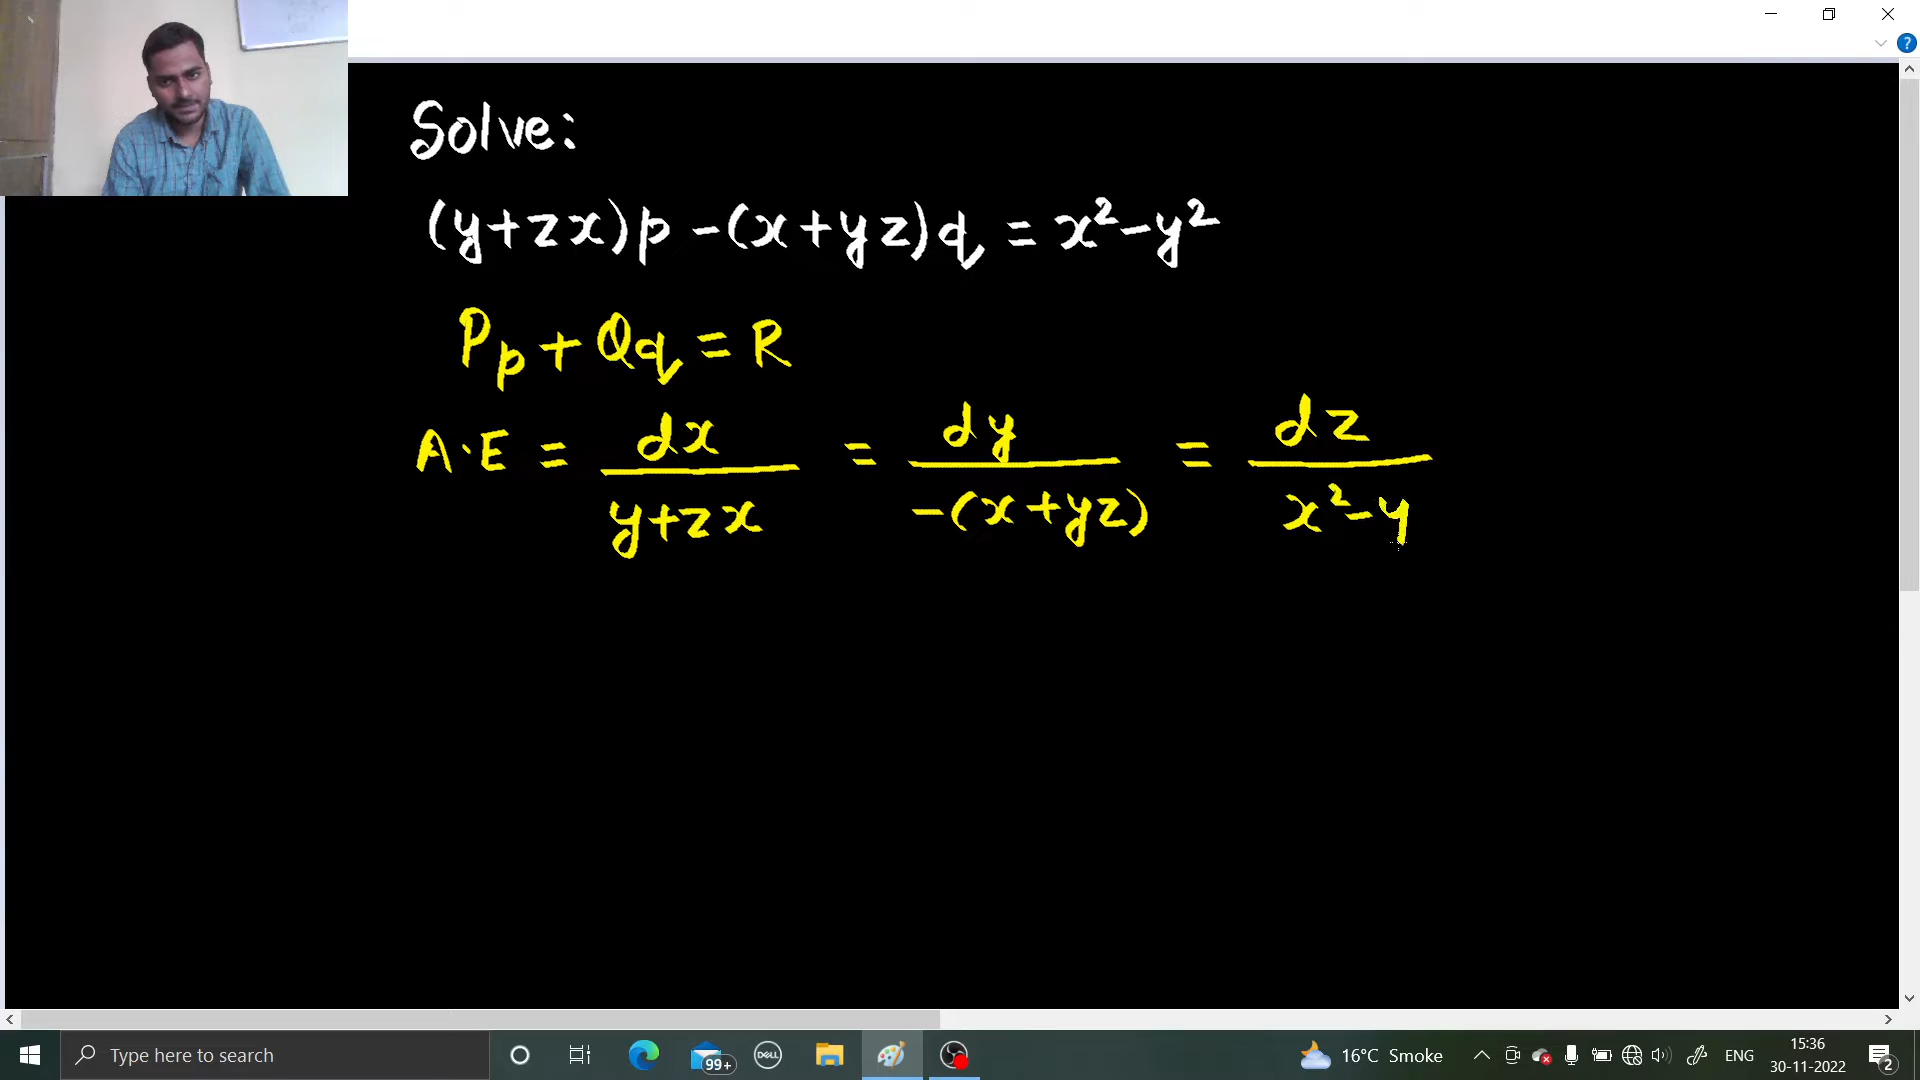 Solve:
(y+zx)p -(x+yz)q = x²-y²
Pp + Qq = R
A.E = dx/y+zx = dy/-(x+yz) = dz/x²-y
Type here to search
99+
DELL
16°C Smoke
ENG
15:36
30-11-2022
2